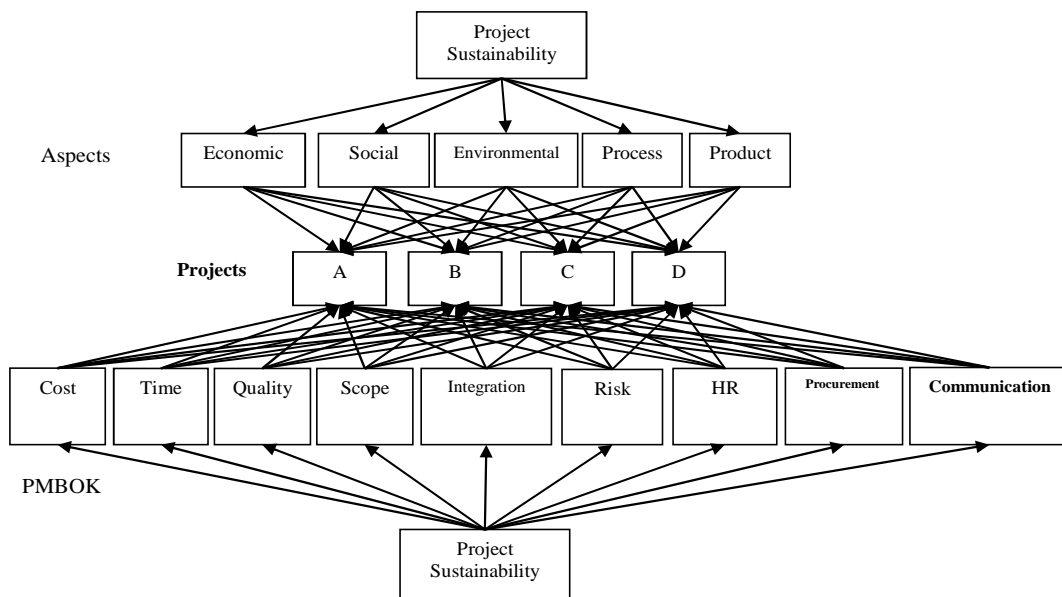 Project
Sustainability
Aspects
Economic
Social
Environmental
Process
Product
Projects
A
B
C
D
Cost
Time
Quality
Scope
Integration
Risk
HR
Procurement
Communication
PMBOK
Project
Sustainability